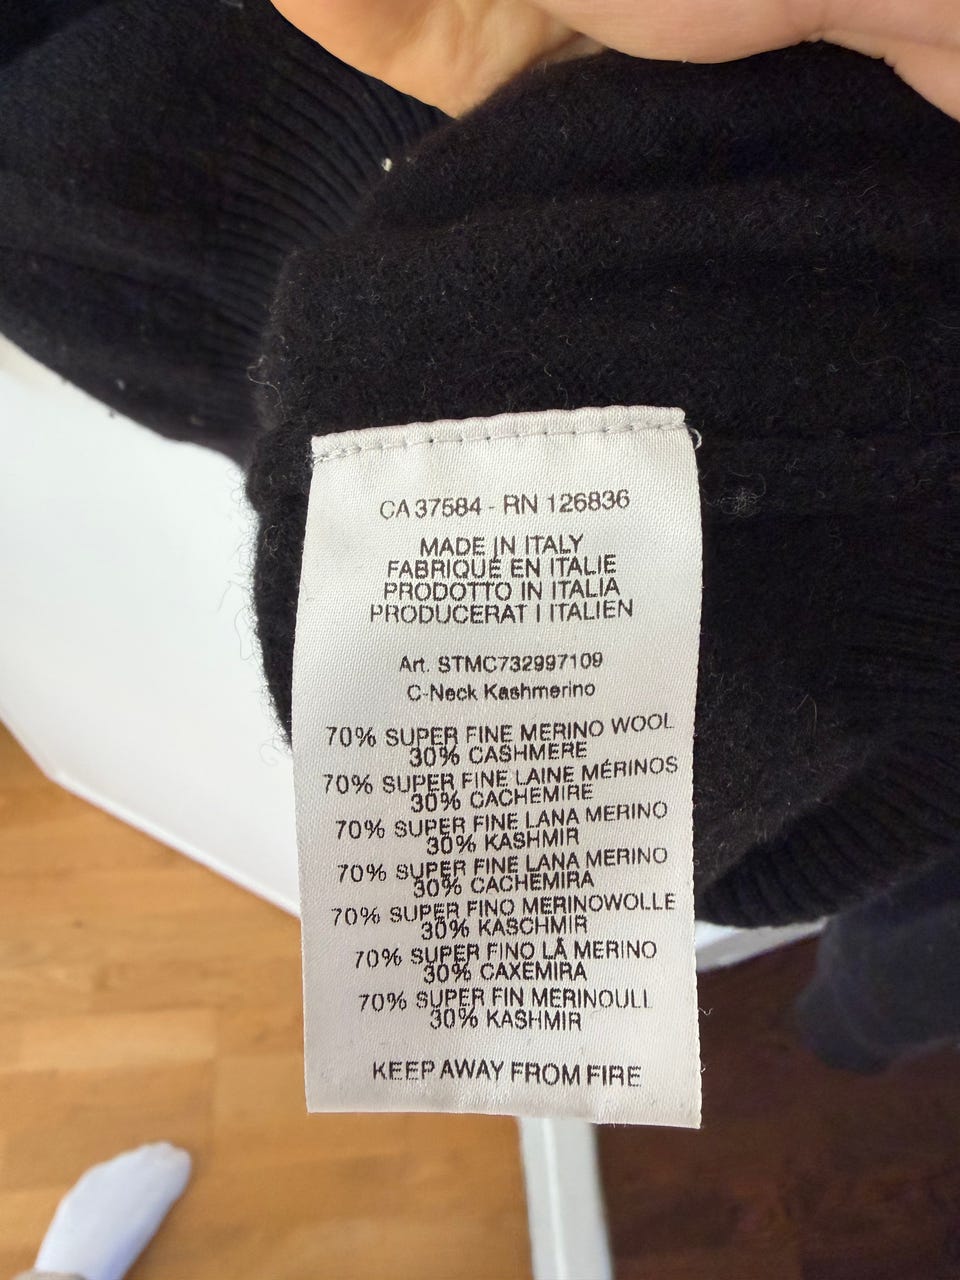 CA 37584 - RN 126836
MADE IN ITALY
FABRIQUÉ EN ITALIE
PRODOTTO IN ITALIA
PRODUCERAT I ITALIEN
Art. STMC732997109
C-Neck Kashmerino
70% SUPER FINE MERINO WOOL
30% CASHMERE
70% SUPER FINE LAINE MÉRINOS
30% CACHEMIRE
70% SUPER FINE LANA MERINO
30% KASHMIR
70% SUPER FINE LANA MERINO
30% CACHEMIRA
70% SUPER FINO MERINOWOLLE
30% KASCHMIR
70% SUPER FINO LÃ MERINO
30% CAXEMIRA
70% SUPER FIN MERINOULL
30% KASHMIR
KEEP AWAY FROM FIRE